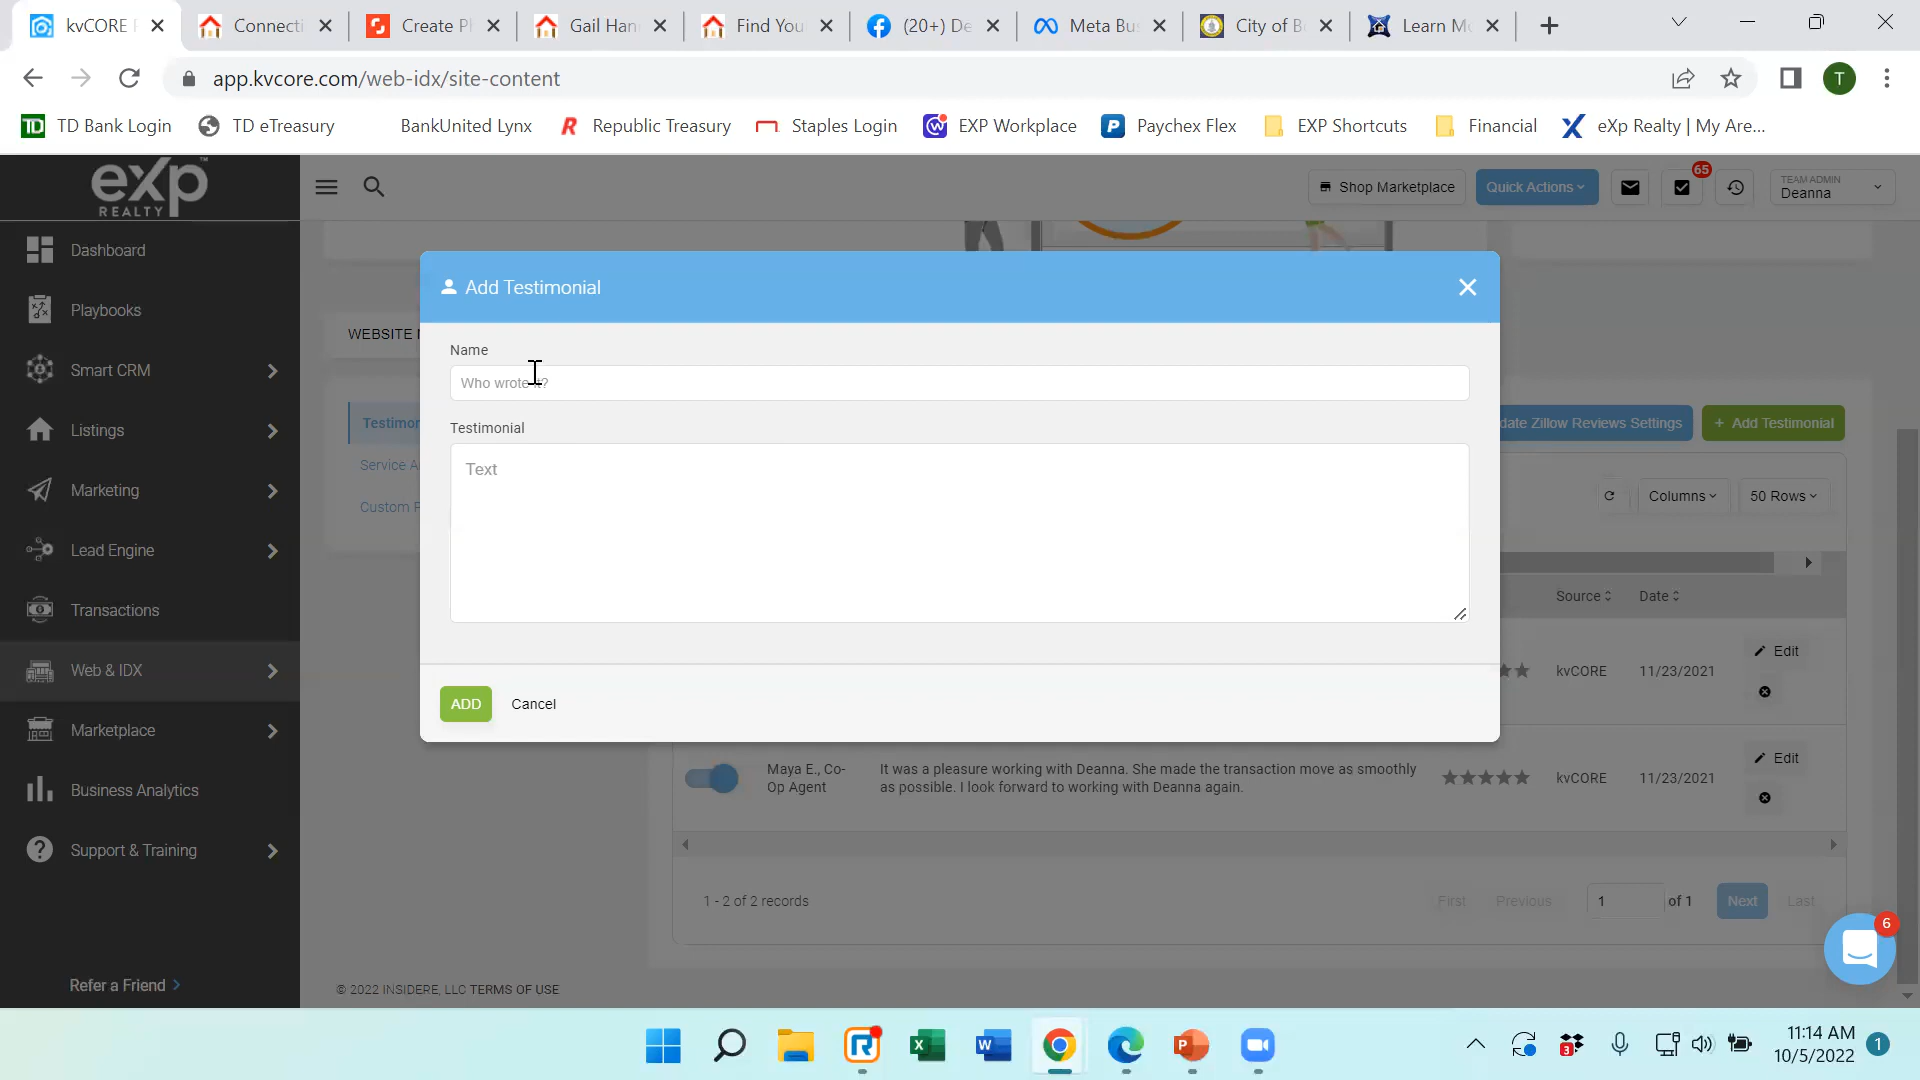 kvCORE
Connecti
Create Pl
Gail Han
Find You
(20+) De
Meta Bus
City of B
Learn Mo
app.kvcore.com/web-idx/site-content
T
TD Bank Login
TD eTreasury
BankUnited Lynx
Republic Treasury
Staples Login
EXP Workplace
Paychex Flex
EXP Shortcuts
Financial
eXp Realty | My Are...
eXp
REALTY
Shop Marketplace
Quick Actions
65
TEAM ADMIN
Deanna
Dashboard
Playbooks
Smart CRM
Listings
Marketing
Lead Engine
Transactions
Web & IDX
Marketplace
Business Analytics
Support & Training
Refer a Friend
WEBSITE
Testimon
Service A
Custom P
Add Testimonial
Name
Who wrote it?
Testimonial
Text
ADD
Cancel
date Zillow Reviews Settings
+ Add Testimonial
Columns
50 Rows
Source
Date
kvCORE
11/23/2021
Edit
Maya E., Co-
Op Agent
It was a pleasure working with Deanna. She made the transaction move as smoothly
as possible. I look forward to working with Deanna again.
kvCORE
11/23/2021
Edit
1 - 2 of 2 records
First
Previous
1
of 1
Next
Last
6
© 2022 INSIDERE, LLC TERMS OF USE
3
11:14 AM
10/5/2022
1